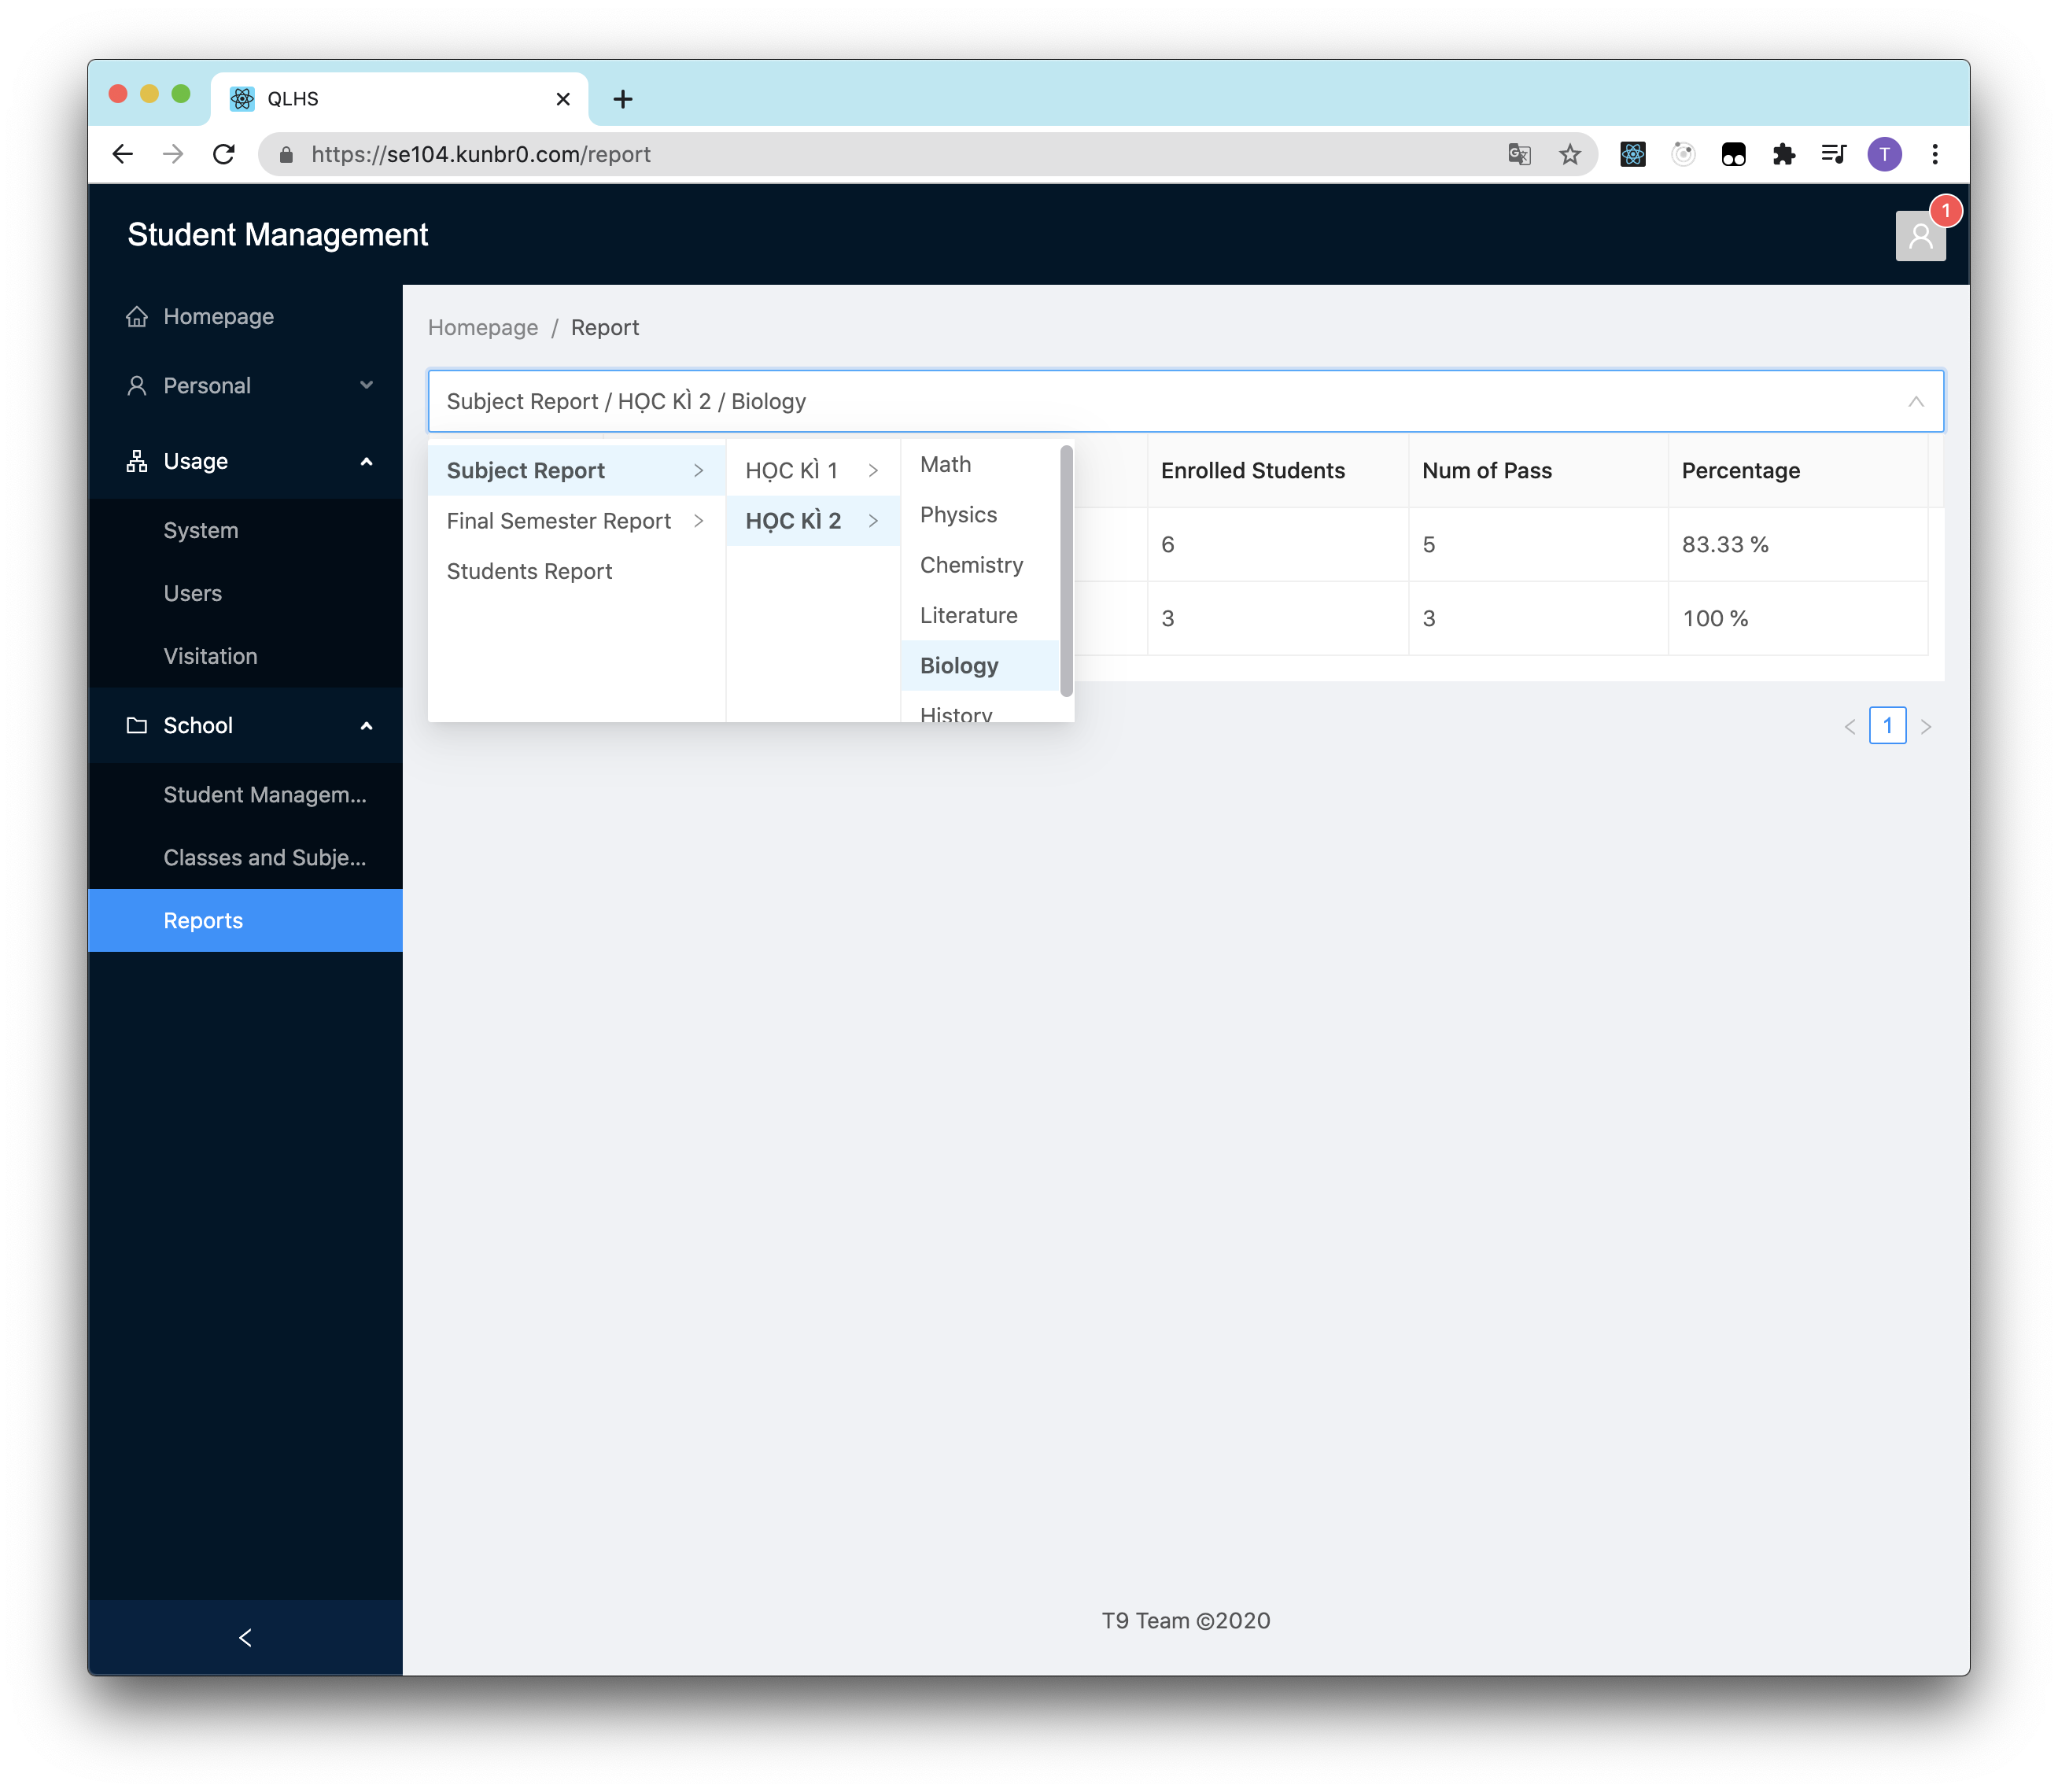 QLHS
https://se104.kunbr0.com/report
T
Student Management
1
Homepage
Personal
Usage
System
Users
Visitation
School
Student Managem...
Classes and Subje...
Reports
Homepage / Report
Subject Report / HỌC KÌ 2 / Biology
Subject Report
Final Semester Report
Students Report
HỌC KÌ 1
HỌC KÌ 2
Math
Physics
Chemistry
Literature
Biology
History
Enrolled Students Num of Pass Percentage
6 5 83.33 %
3 3 100 %
1
T9 Team ©2020